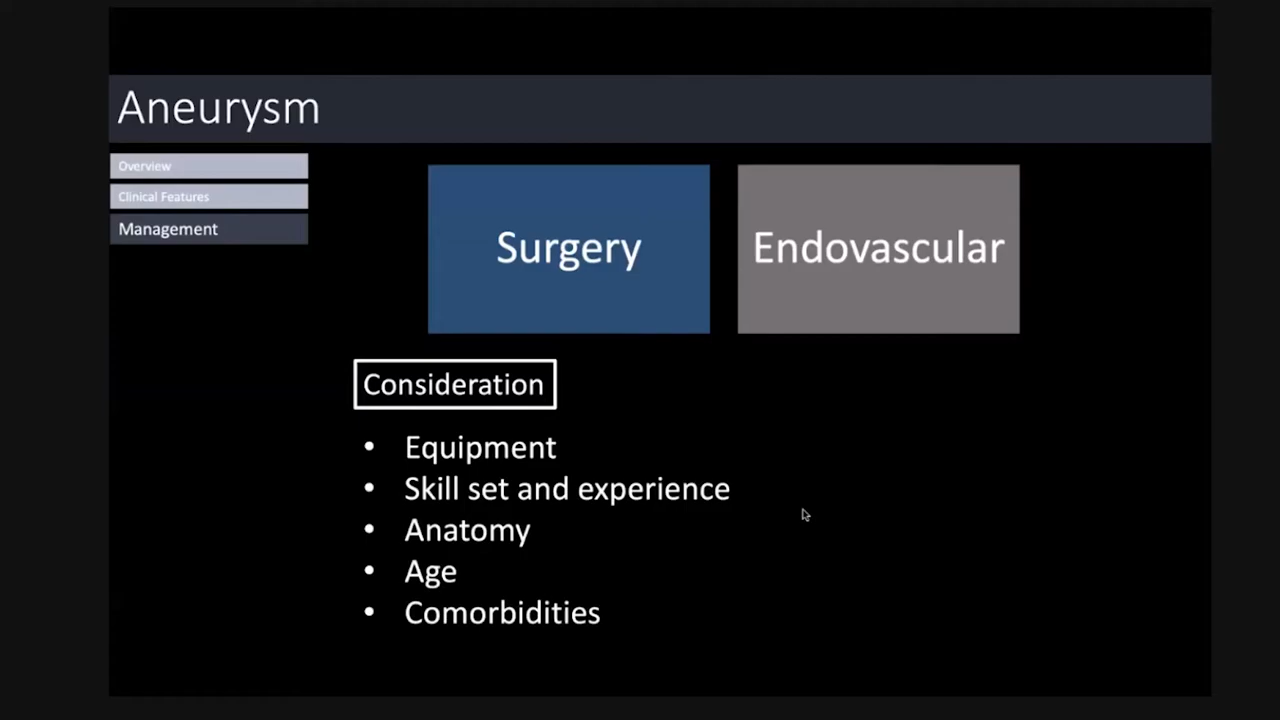 Aneurysm
Overview
Clinical Features
Management
Surgery
Endovascular
Consideration
• Equipment
• Skill set and experience
• Anatomy
• Age
• Comorbidities